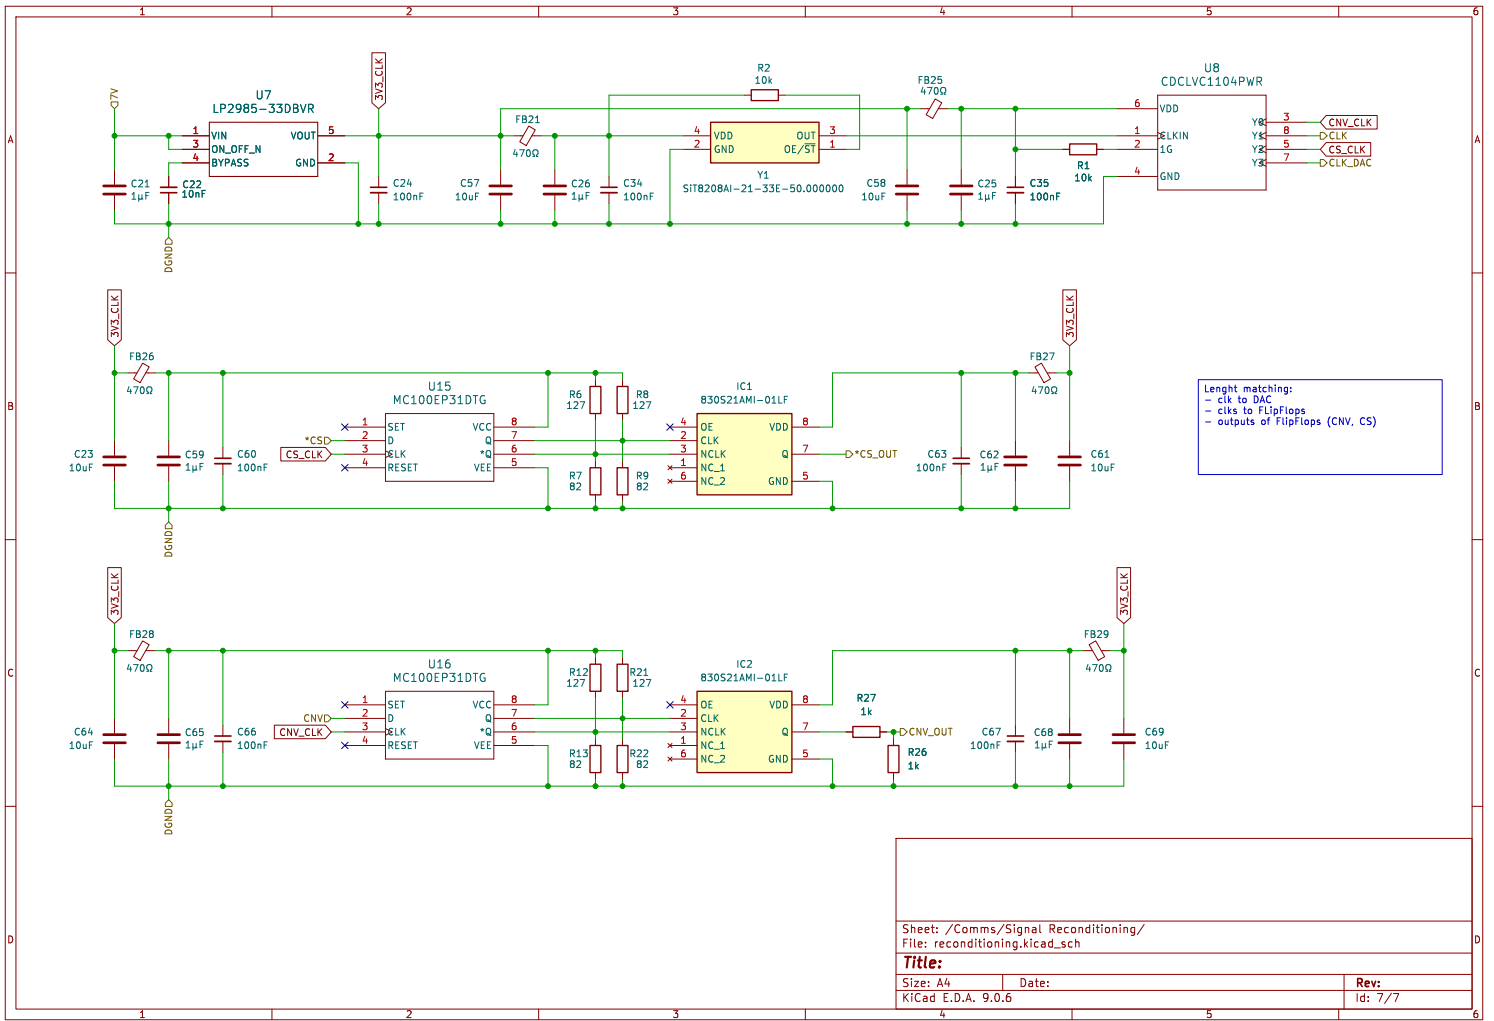 1 2 3 4 5 6
A
B
C
D
A
B
C
D
7V
3V3_CLK
U7
LP2985-33DBVR
1 VIN
3 ON_OFF_N
4 BYPASS
VOUT 5
GND 2
C21
1µF
C22
10nF
C24
100nF
DGND
FB21
470Ω
C57
10uF
C26
1µF
C34
100nF
R2
10k
4 VDD
2 GND
OUT 3
OE/ST 1
Y1
SiT8208AI-21-33E-50.000000
FB25
470Ω
C58
10uF
C25
1µF
C35
100nF
R1
10k
U8
CDCLVC1104PWR
6 VDD
1 CLKIN
2 1G
4 GND
Y0 3 CNV_CLK
Y1 8 CLK
Y2 5 CS_CLK
Y3 7 CLK_DAC
3V3_CLK
FB26
470Ω
C23
10uF
C59
1µF
C60
100nF
DGND
*CS
CS_CLK
U15
MC100EP31DTG
1 SET
2 D
3 CLK
4 RESET
VCC 8
Q 7
*Q 6
VEE 5
R6
127
R8
127
R7
82
R9
82
IC1
830S21AMI-01LF
4 OE
2 CLK
3 NCLK
1 NC_1
6 NC_2
VDD 8
Q 7
GND 5
*CS_OUT
C63
100nF
C62
1µF
C61
10uF
FB27
470Ω
3V3_CLK
Lenght matching:
- clk to DAC
- clks to FLipFlops
- outputs of FlipFlops (CNV, CS)
3V3_CLK
FB28
470Ω
C64
10uF
C65
1µF
C66
100nF
DGND
CNV
CNV_CLK
U16
MC100EP31DTG
1 SET
2 D
3 CLK
4 RESET
VCC 8
Q 7
*Q 6
VEE 5
R12
127
R21
127
R13
82
R22
82
IC2
830S21AMI-01LF
4 OE
2 CLK
3 NCLK
1 NC_1
6 NC_2
VDD 8
Q 7
GND 5
R27
1k
CNV_OUT
R26
1k
C67
100nF
C68
1µF
C69
10uF
FB29
470Ω
3V3_CLK
Sheet: /Comms/Signal Reconditioning/
File: reconditioning.kicad_sch
Title:
Size: A4 Date: Rev:
KiCad E.D.A. 9.0.6 Id: 7/7
1 2 3 4 5 6